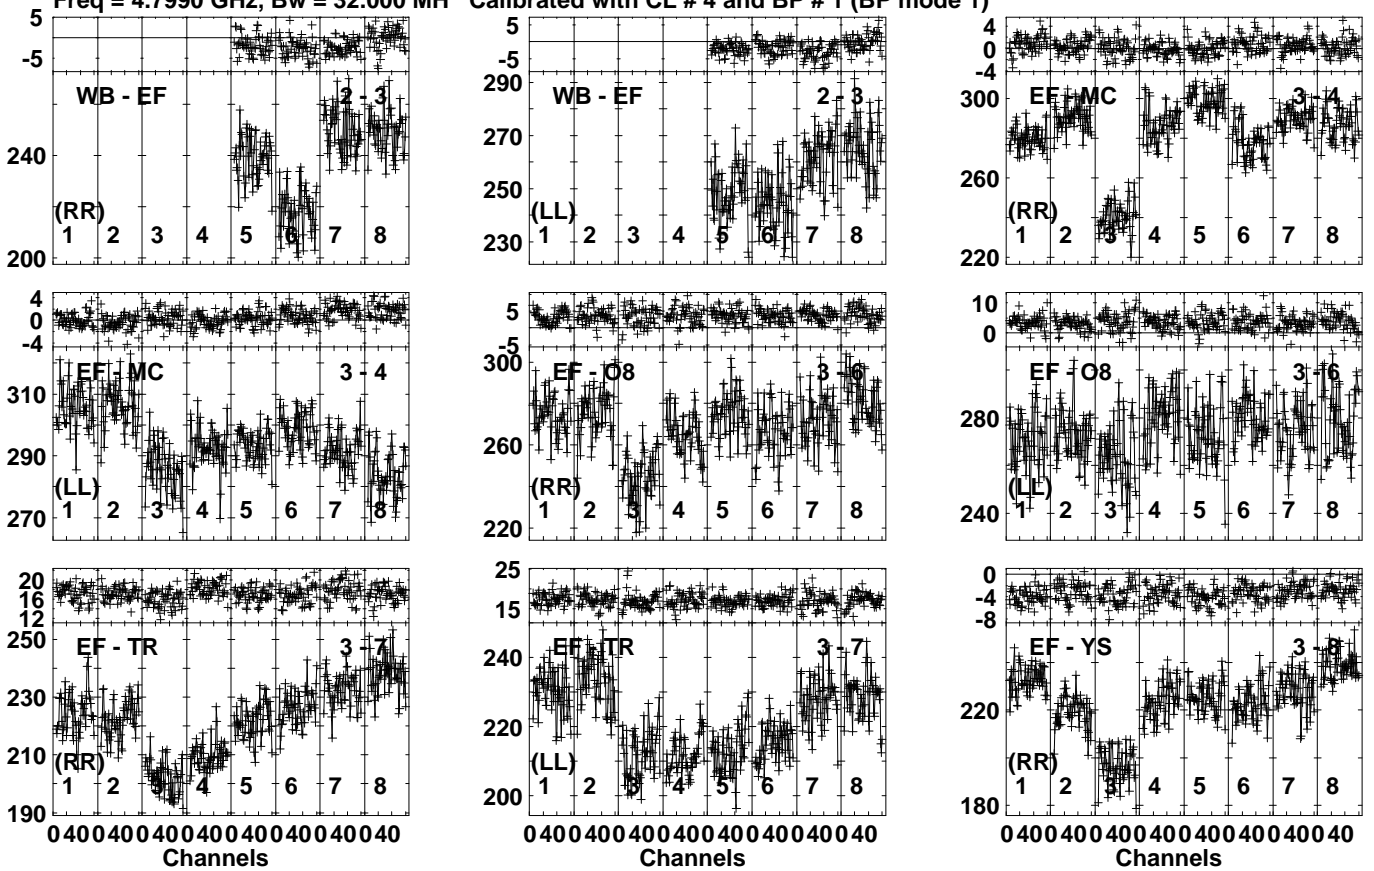 Freq = 4.7990 GHz, Bw = 32.000 MH Calibrated with CL # 4 and BP # 1 (BP mode 1)
5
-5
WB - EF 2 - 3
240
(RR)
1 2 3 4 5 6 7 8
200
5
-5
290
WB - EF 2 - 3
270
250
(LL)
230
1 2 3 4 5 6 7 8
4
0
-4
300
EF - MC 3 - 4
260
(RR)
1 2 3 4 5 6 7 8
220
4
0
-4
EF - MC 3 - 4
310
290
(LL)
1 2 3 4 5 6 7 8
270
5
-5
300
EF - O8 3 - 6
260
(RR)
1 2 3 4 5 6 7 8
220
10
0
EF - O8 3 - 6
280
(LL)
1 2 3 4 5 6 7 8
240
20
16
12
250
EF - TR 3 - 7
230
210
(RR)
1 2 3 4 5 6 7 8
190
0 40 0 40 0 40 0 40 0 40 0 40 0 40 0 40
Channels
25
15
EF - TR 3 - 7
240
220
(LL)
1 2 3 4 5 6 7 8
200
0 40 0 40 0 40 0 40 0 40 0 40 0 40 0 40
Channels
0
-4
-8
EF - YS 3 - 8
220
(RR)
1 2 3 4 5 6 7 8
180
0 40 0 40 0 40 0 40 0 40 0 40 0 40 0 40
Channels